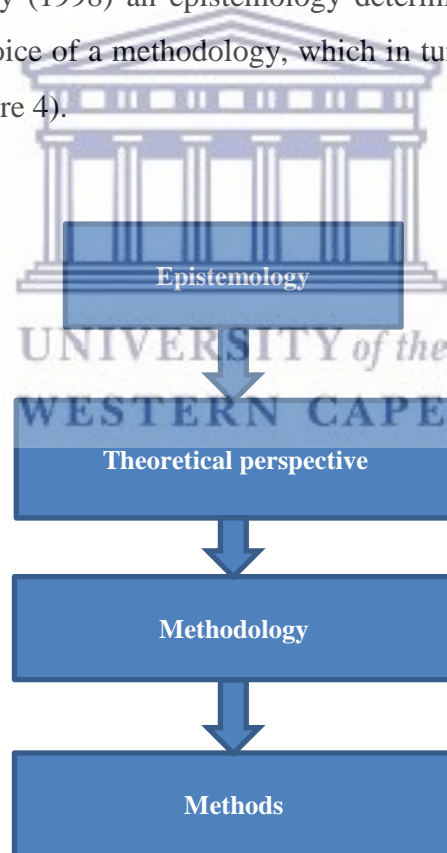 y (1998) an epistemology determin
oice of a methodology, which in tu
re 4).
Epistemology
UNIVERSITY of the
WESTERN CAPE
Theoretical perspective
Methodology
Methods